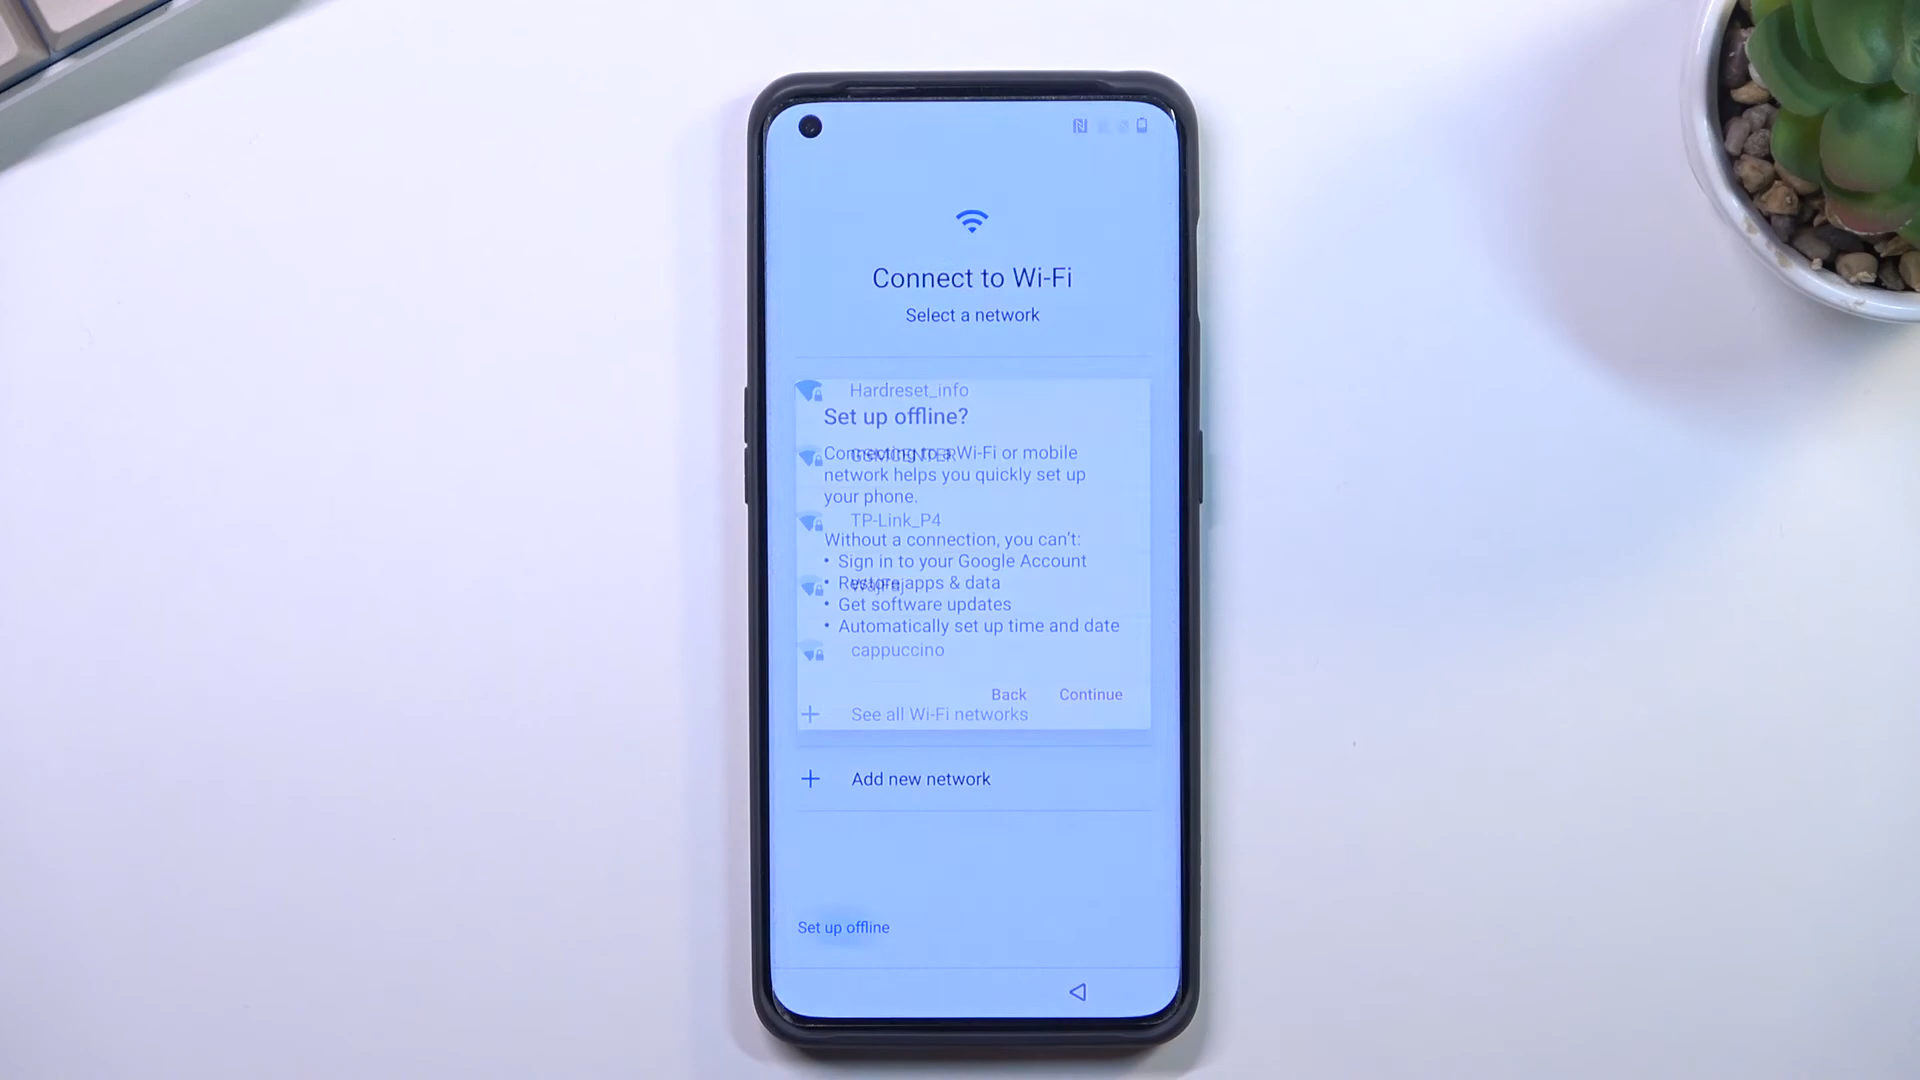 Connect to Wi-Fi
Select a network
Hardreset_info
Set up offline?
Connecting to a Wi-Fi or mobile
GSMCENTER
network helps you quickly set up
your phone.
TP-Link_P4
Without a connection, you can't:
• Sign in to your Google Account
• Restore apps & data
• Get software updates
• Automatically set up time and date
cappuccino
Back Continue
See all Wi-Fi networks
Add new network
Set up offline